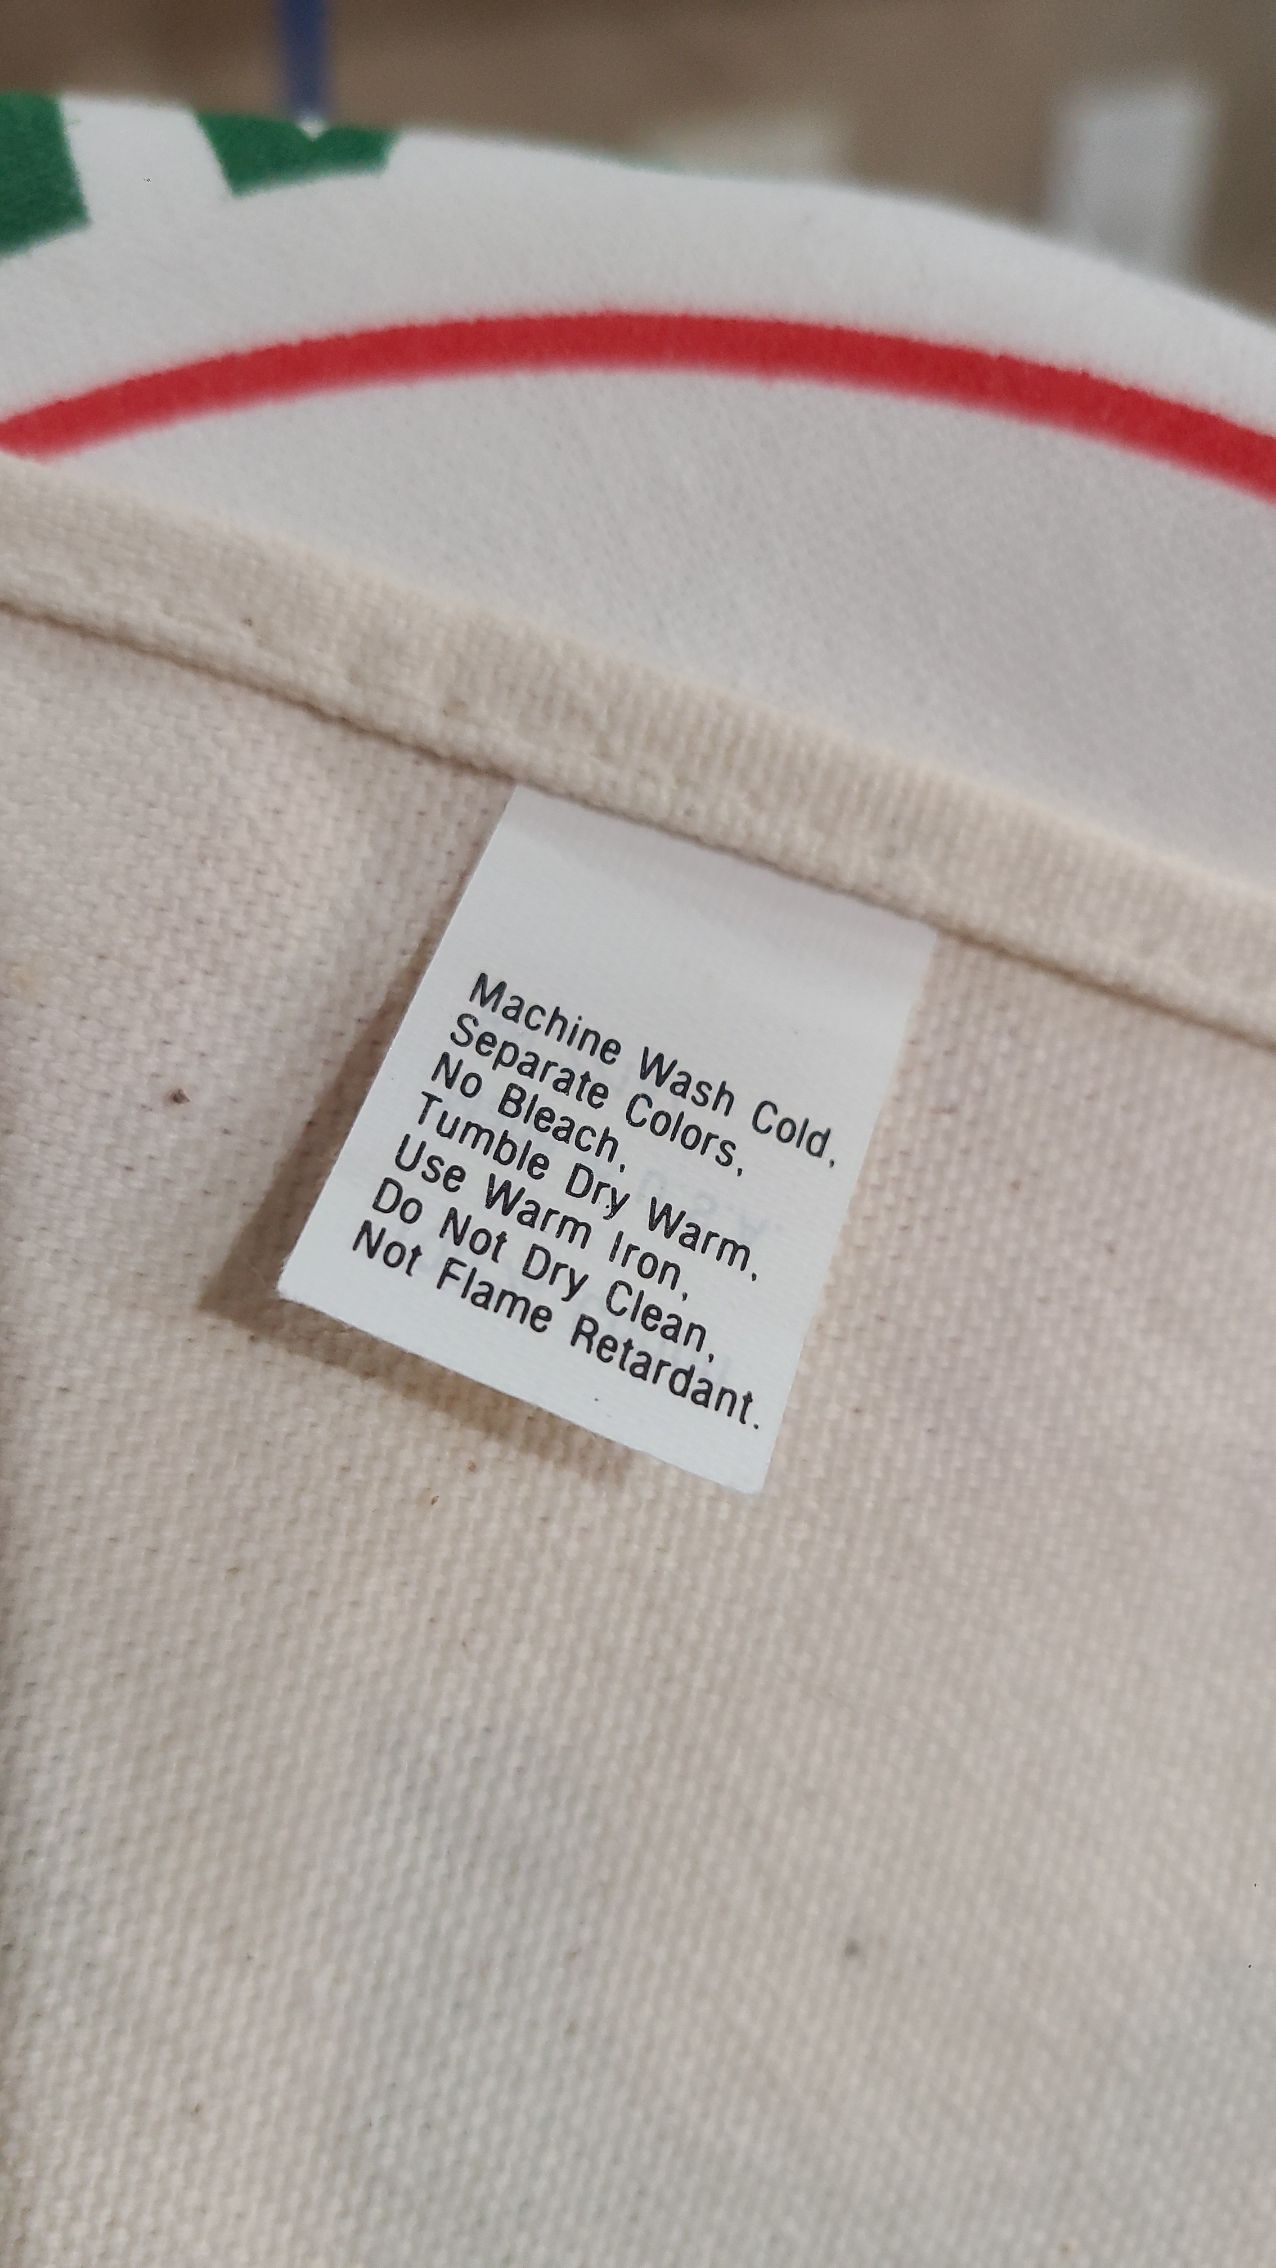 Machine Wash Cold,
Separate Colors,
No Bleach,
Tumble Dry Warm,
Use Warm Iron,
Do Not Dry Clean,
Not Flame Retardant.